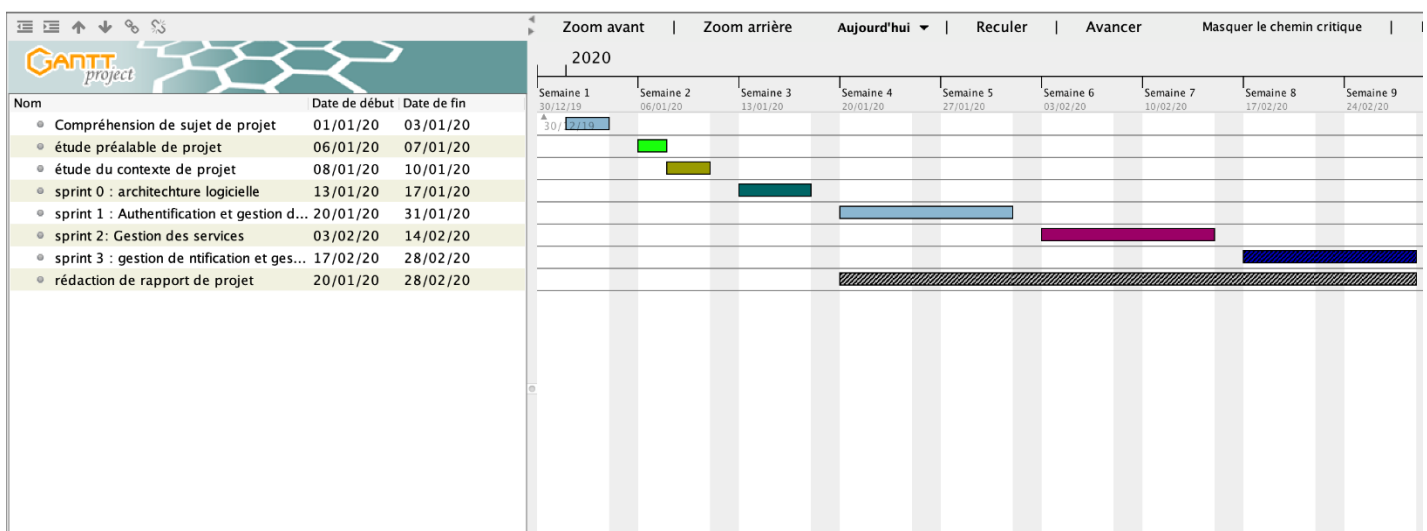 Zoom avant | Zoom arrière Aujourd'hui | Reculer | Avancer Masquer le chemin critique |
GANTT
project
2020
Semaine 1 Semaine 2 Semaine 3 Semaine 4 Semaine 5 Semaine 6 Semaine 7 Semaine 8 Semaine 9
30/12/19 06/01/20 13/01/20 20/01/20 27/01/20 03/02/20 10/02/20 17/02/20 24/02/20
Nom Date de début Date de fin
Compréhension de sujet de projet 01/01/20 03/01/20
30/12/19
étude préalable de projet 06/01/20 07/01/20
étude du contexte de projet 08/01/20 10/01/20
sprint 0 : architechture logicielle 13/01/20 17/01/20
sprint 1 : Authentification et gestion d... 20/01/20 31/01/20
sprint 2: Gestion des services 03/02/20 14/02/20
sprint 3 : gestion de ntification et ges... 17/02/20 28/02/20
rédaction de rapport de projet 20/01/20 28/02/20